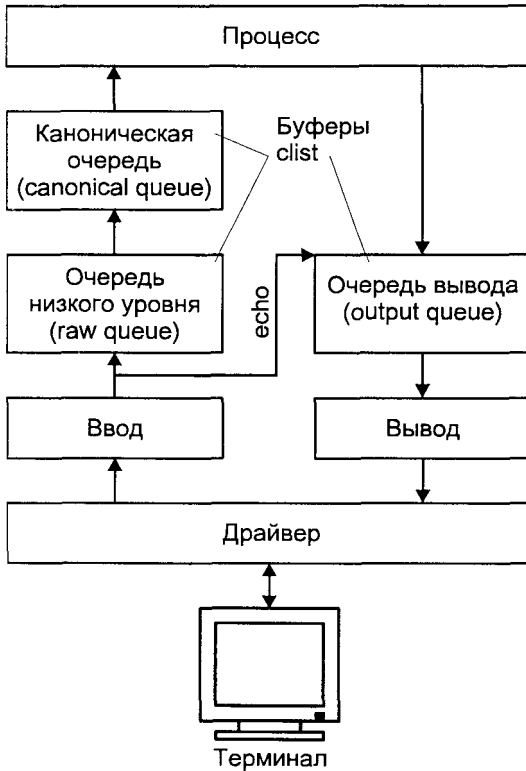 Процесс
Каноническая
очередь
(canonical queue)
Буферы
clist
Очередь
низкого уровня
(raw queue)
echo
Очередь вывода
(output queue)
Ввод
Вывод
Драйвер
Терминал